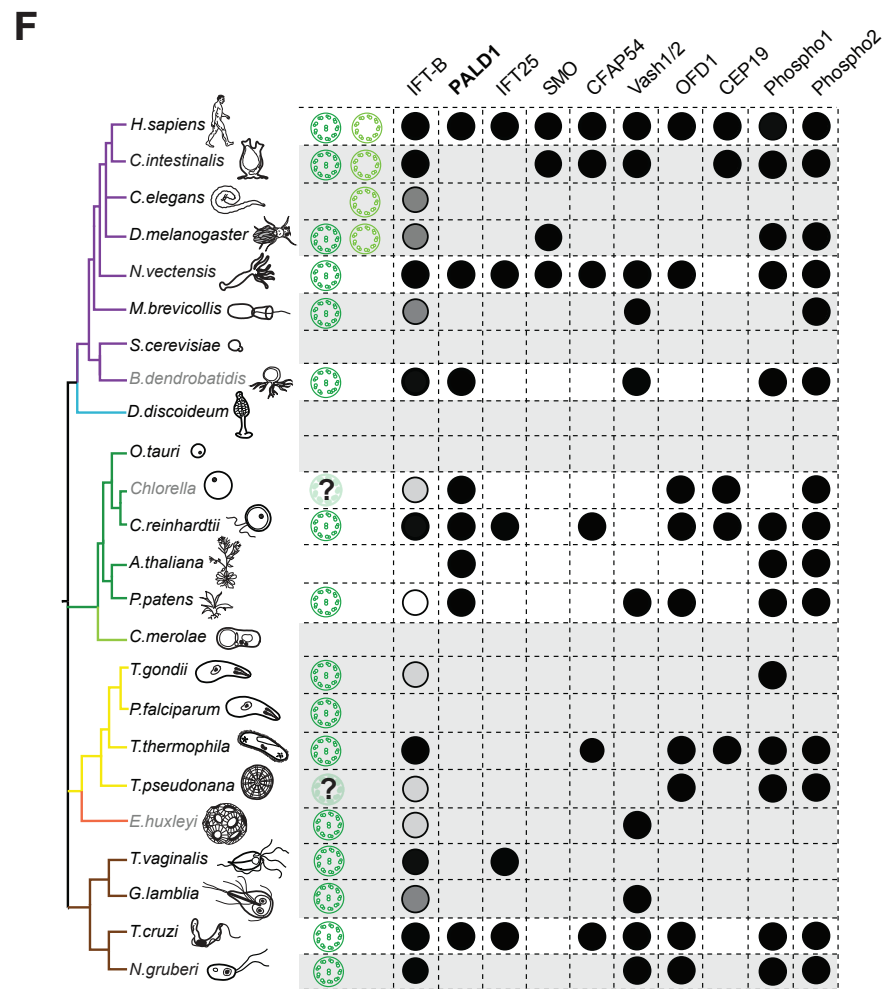 F
IFT-B
PALD1
IFT25
SMO
CFAP54
Vash1/2
OFD1
CEP19
Phospho1
Phospho2
H.sapiens
C.intestinalis
C.elegans
D.melanogaster
N.vectensis
M.brevicollis
S.cerevisiae
B.dendrobatidis
D.discoideum
O.tauri
Chlorella
?
C.reinhardtii
A.thaliana
P.patens
C.merolae
T.gondii
P.falciparum
T.thermophila
T.pseudonana
?
E.huxleyi
T.vaginalis
G.lamblia
T.cruzi
N.gruberi